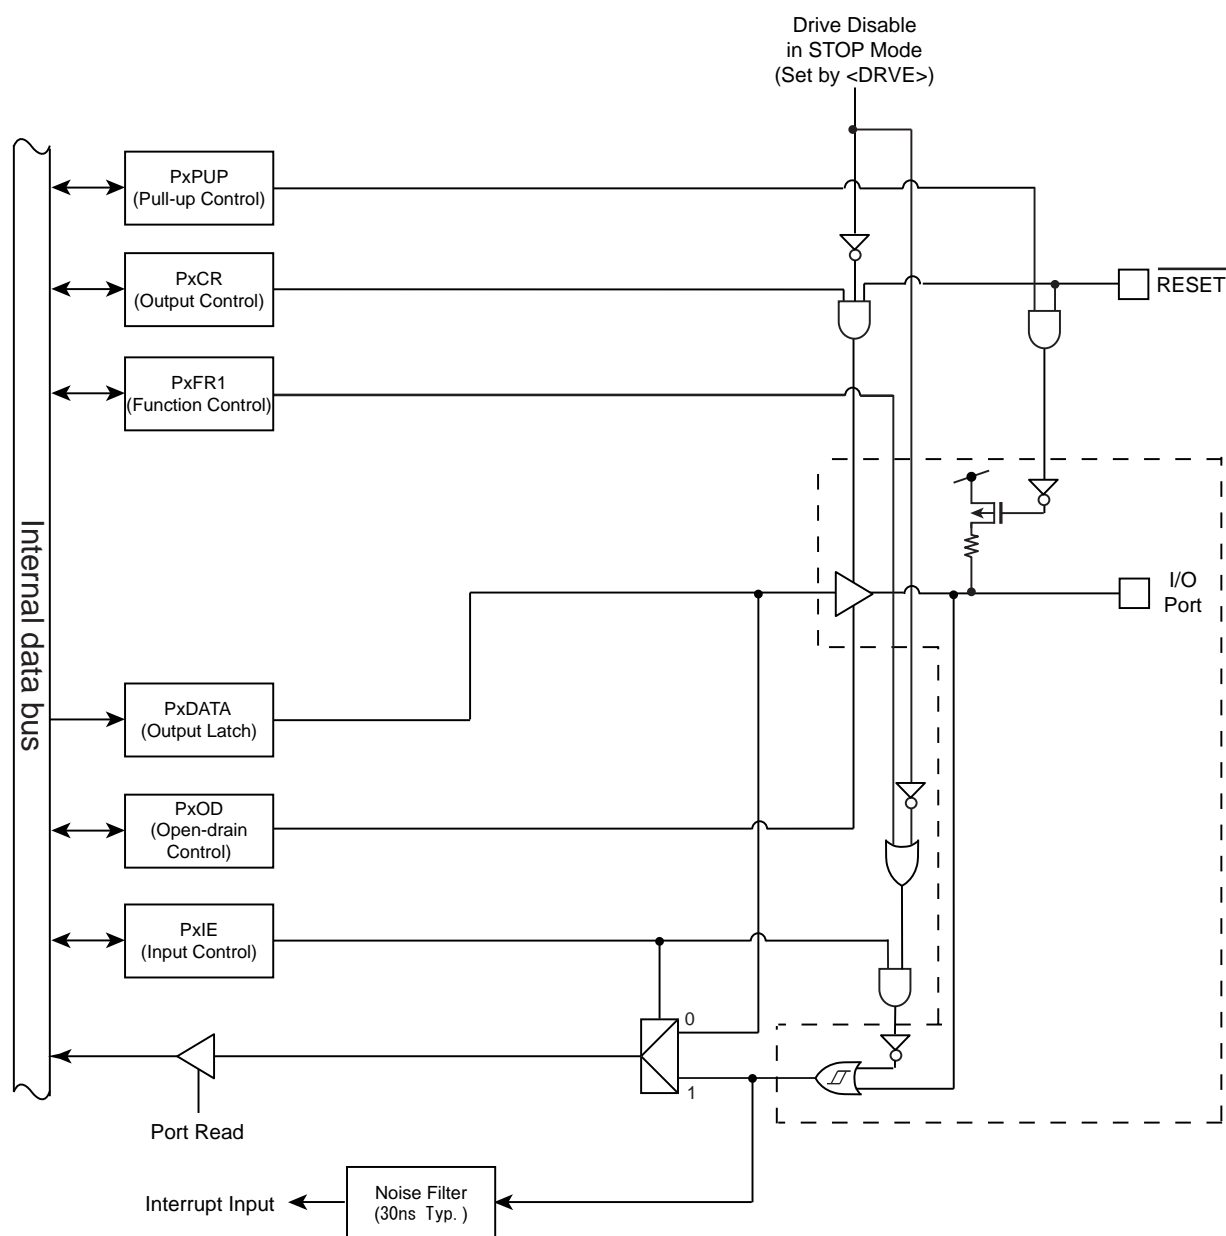 Drive Disable
in STOP Mode
(Set by <DRVE>)
PxPUP
(Pull-up Control)
PxCR
(Output Control)
RESET
PxFR1
(Function Control)
Internal data bus
I/O
Port
PxDATA
(Output Latch)
PxOD
(Open-drain
Control)
PxIE
(Input Control)
0
1
Port Read
Interrupt Input
Noise Filter
(30ns Typ.)